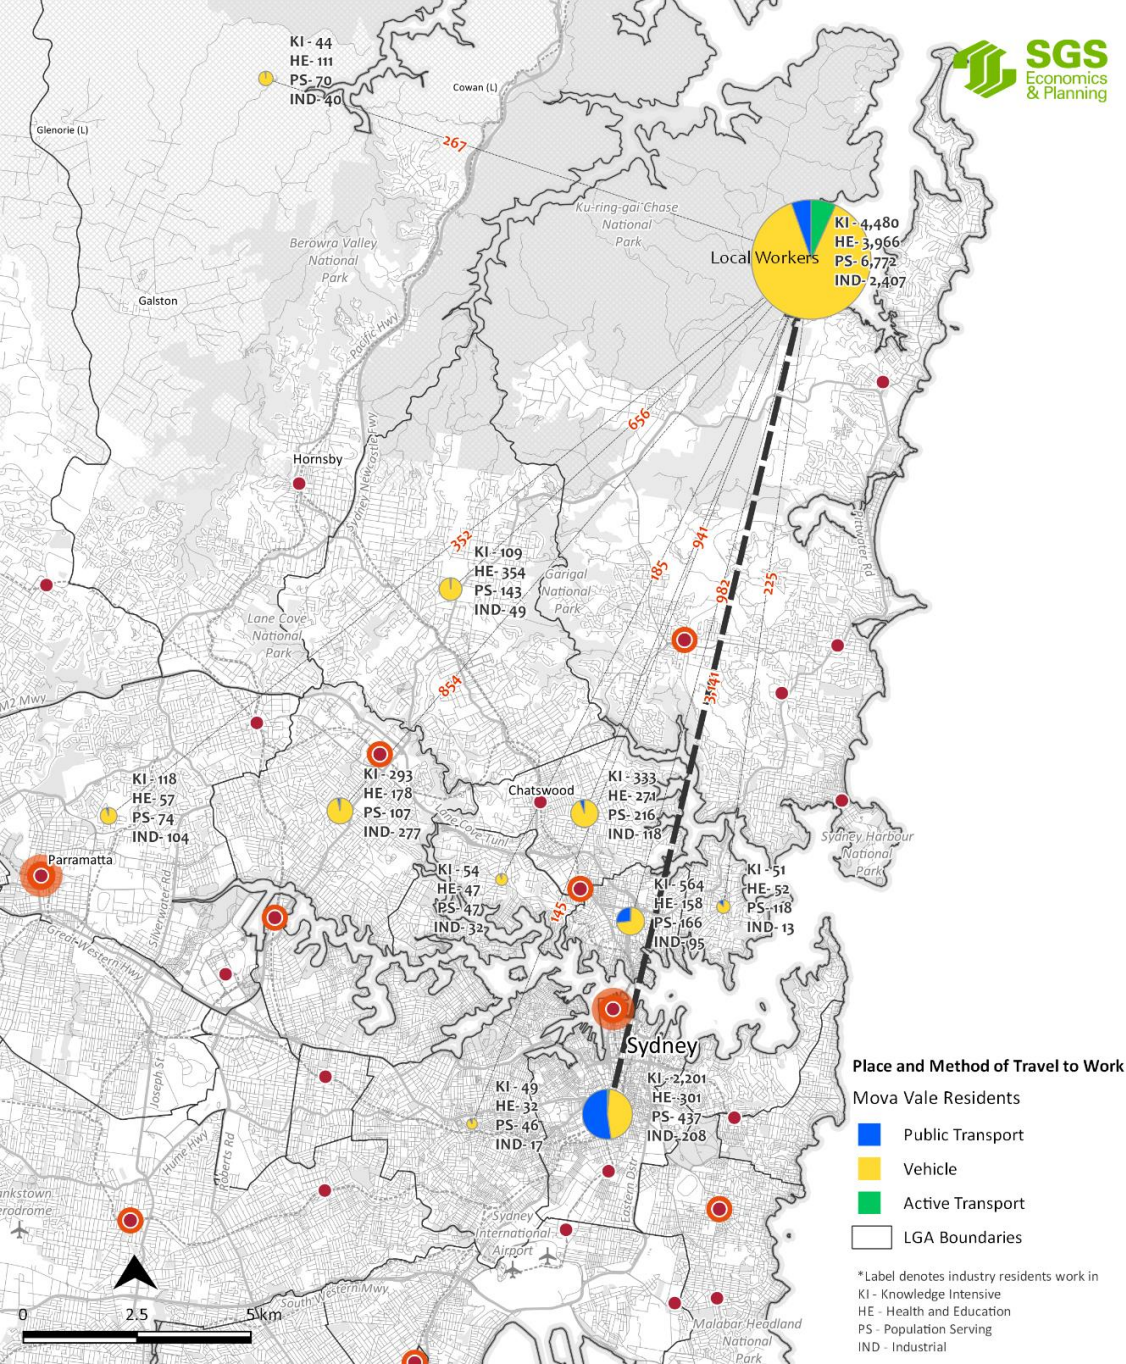 KI - 44
HE- 111
PS- 70
IND- 40
SGS
Economics
& Planning
Cowan (L)
Glenorie (L)
267
Ku-ring-gai Chase
National
Park
KI - 4,480
HE- 3,966
PS- 6,772
IND- 2,407
Local Workers
Berowra Valley
National
Park
Galston
Pacific Hwy
656
Hornsby
Sydney Newcastle Fwy
352
941
185
982
225
Pittwater Rd
KI - 109
HE- 354
PS- 143
IND- 49
Garigal
National
Park
Lane Cove
National
Park
854
3,141
M2 Mwy
KI - 118
HE- 57
PS- 74
IND- 104
KI - 293
HE- 178
PS- 107
IND- 277
Chatswood
KI - 333
HE- 271
PS- 216
IND- 118
Sydney Harbour
National
Park
Parramatta
Silverwater Rd
Great Western Hwy
KI - 54
HE- 47
PS- 47
IND- 32
145
KI - 564
HE- 158
PS- 166
IND- 95
KI - 51
HE- 52
PS- 118
IND- 13
Sydney
Joseph St
KI - 49
HE- 32
PS- 46
IND- 17
KI - 2,201
HE- 301
PS- 437
IND- 208
Hume Hwy
Roberts Rd
Eastern Dstr
Sydney
International
Airport
South Western Mwy
Malabar Headland
National
Park
0 2.5 5 km
Place and Method of Travel to Work
Mova Vale Residents
Public Transport
Vehicle
Active Transport
LGA Boundaries
*Label denotes industry residents work in
KI - Knowledge Intensive
HE - Health and Education
PS - Population Serving
IND - Industrial